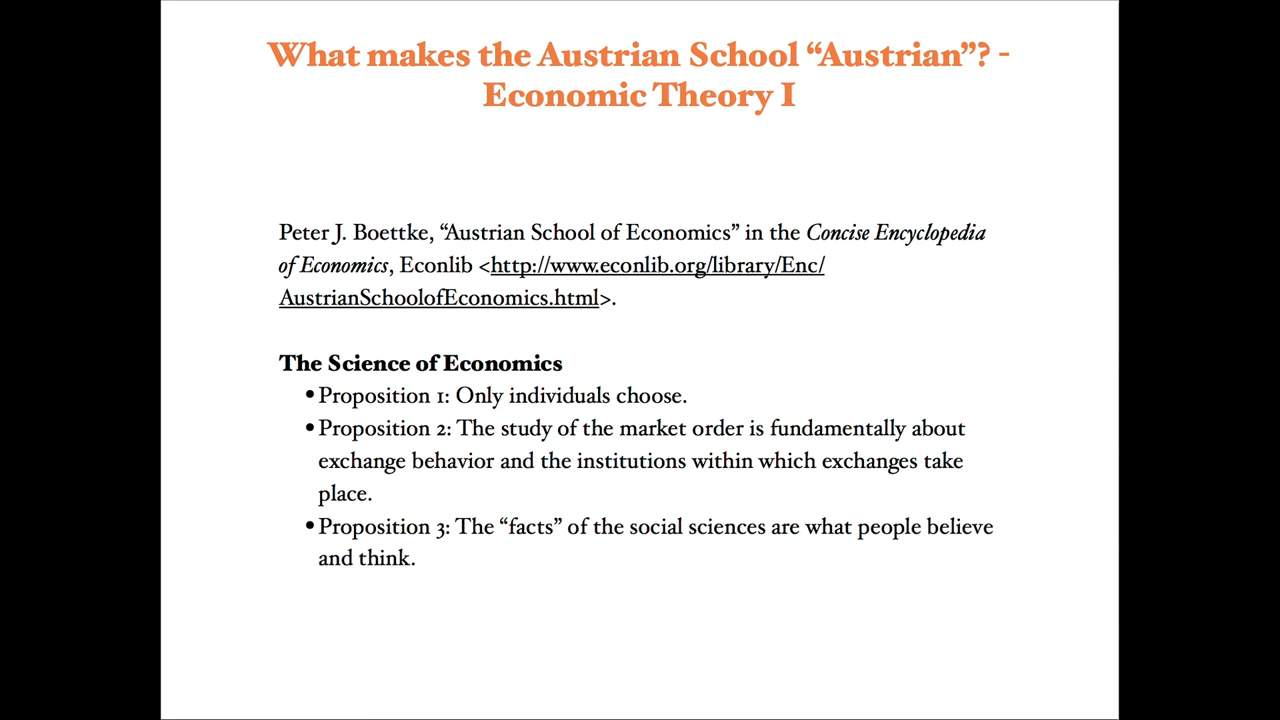 What makes the Austrian School “Austrian”? -
Economic Theory I
Peter J. Boettke, “Austrian School of Economics” in the Concise Encyclopedia
of Economics, Econlib <http://www.econlib.org/library/Enc/
AustrianSchoolofEconomics.html>.
The Science of Economics
•Proposition 1: Only individuals choose.
•Proposition 2: The study of the market order is fundamentally about
exchange behavior and the institutions within which exchanges take
place.
•Proposition 3: The “facts” of the social sciences are what people believe
and think.